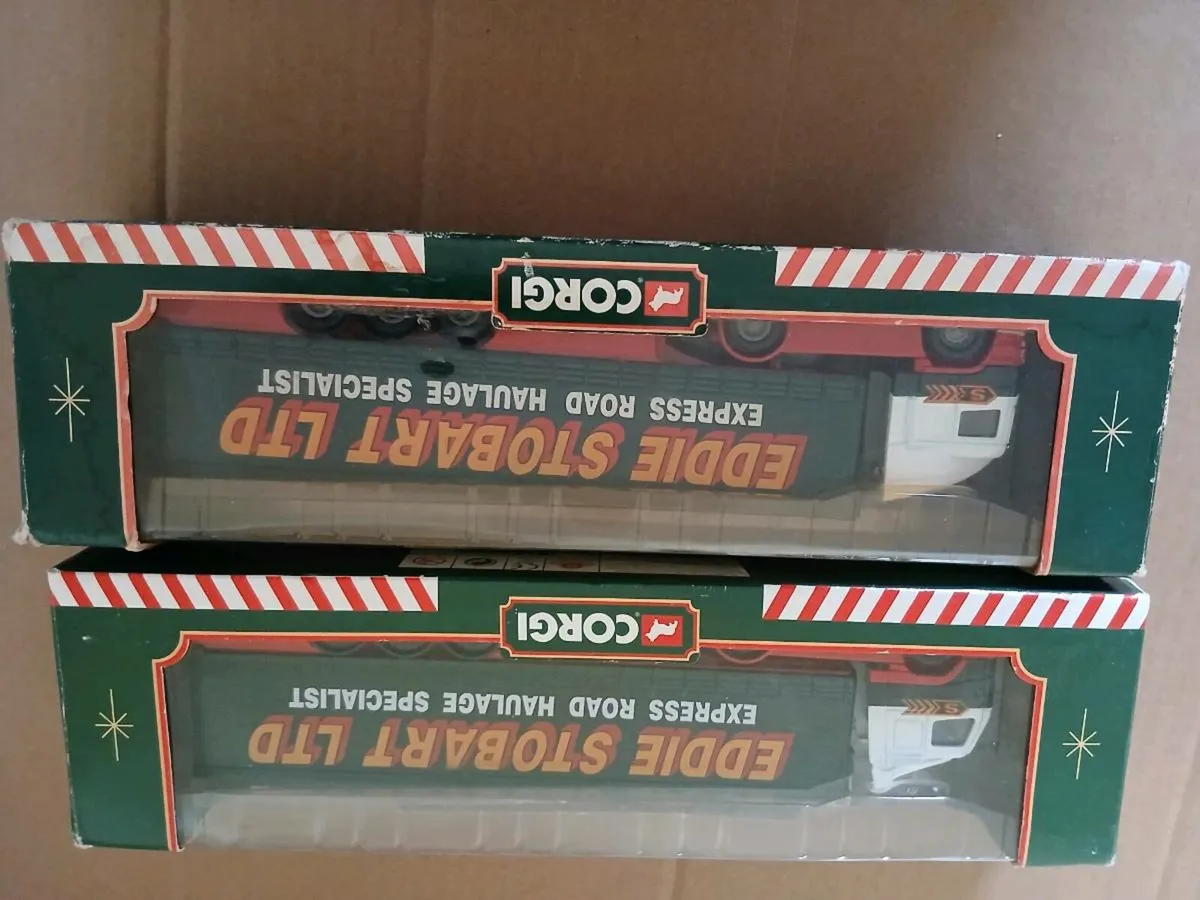 CORGI
EDDIE STOBART LTD
EXPRESS ROAD HAULAGE SPECIALIST
S
CORGI
EDDIE STOBART LTD
EXPRESS ROAD HAULAGE SPECIALIST
S